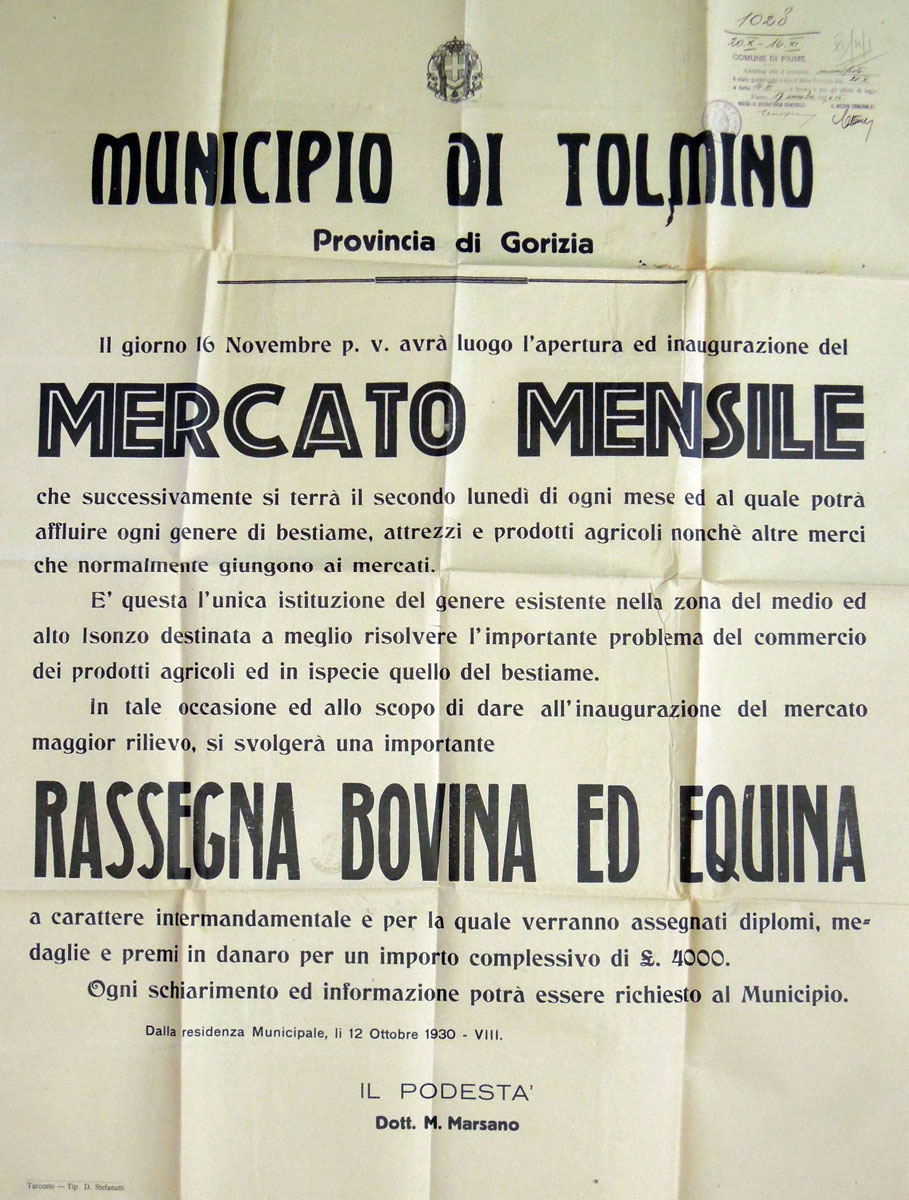 1028
20.X - 16.XI
COMUNE DI FIUME
MUNICIPIO DI TOLMINO
Provincia di Gorizia
Il giorno 16 Novembre p. v. avrà luogo l'apertura ed inaugurazione del
MERCATO MENSILE
che successivamente si terrà il secondo lunedì di ogni mese ed al quale potrà
affluire ogni genere di bestiame, attrezzi e prodotti agricoli nonchè altre merci
che normalmente giungono ai mercati.
E' questa l'unica istituzione del genere esistente nella zona del medio ed
alto Isonzo destinata a meglio risolvere l'importante problema del commercio
dei prodotti agricoli ed in ispecie quello del bestiame.
In tale occasione ed allo scopo di dare all'inaugurazione del mercato
maggior rilievo, si svolgerà una importante
RASSEGNA BOVINA ED EQUINA
a carattere intermandamentale e per la quale verranno assegnati diplomi, me-
daglie e premi in danaro per un importo complessivo di £. 4000.
Ogni schiarimento ed informazione potrà essere richiesto al Municipio.
Dalla residenza Municipale, li 12 Ottobre 1930 - VIII.
IL PODESTA'
Dott. M. Marsano
Tarcento — Tip. D. Stefanutti